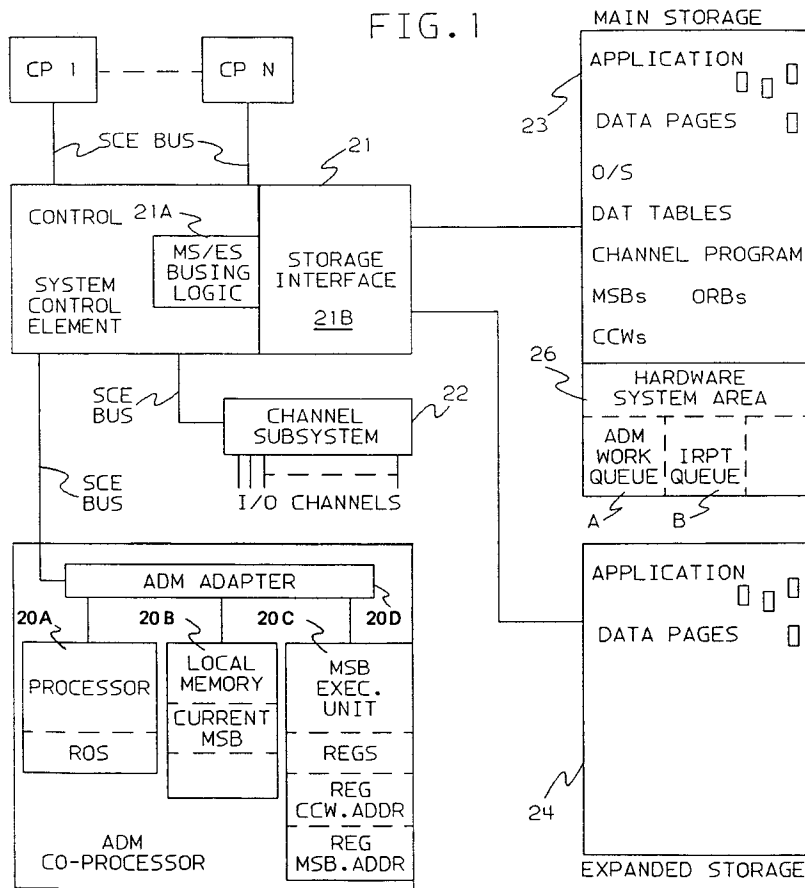 FIG.1
MAIN STORAGE
CP 1
CP N
SCE BUS
21
23
APPLICATION
DATA PAGES
O/S
DAT TABLES
CHANNEL PROGRAM
MSBs ORBs
CCWs
CONTROL
21A
MS/ES
BUSING
LOGIC
STORAGE
INTERFACE
21B
SYSTEM
CONTROL
ELEMENT
26
HARDWARE
SYSTEM AREA
ADM
WORK
QUEUE
IRPT
QUEUE
A
B
SCE
BUS
22
CHANNEL
SUBSYSTEM
I/O CHANNELS
SCE
BUS
ADM ADAPTER
20A
20B
20C
20D
PROCESSOR
ROS
LOCAL
MEMORY
CURRENT
MSB
MSB
EXEC.
UNIT
REGS
REG
CCW.ADDR
REG
MSB.ADDR
ADM
CO-PROCESSOR
APPLICATION
DATA PAGES
24
EXPANDED STORAGE